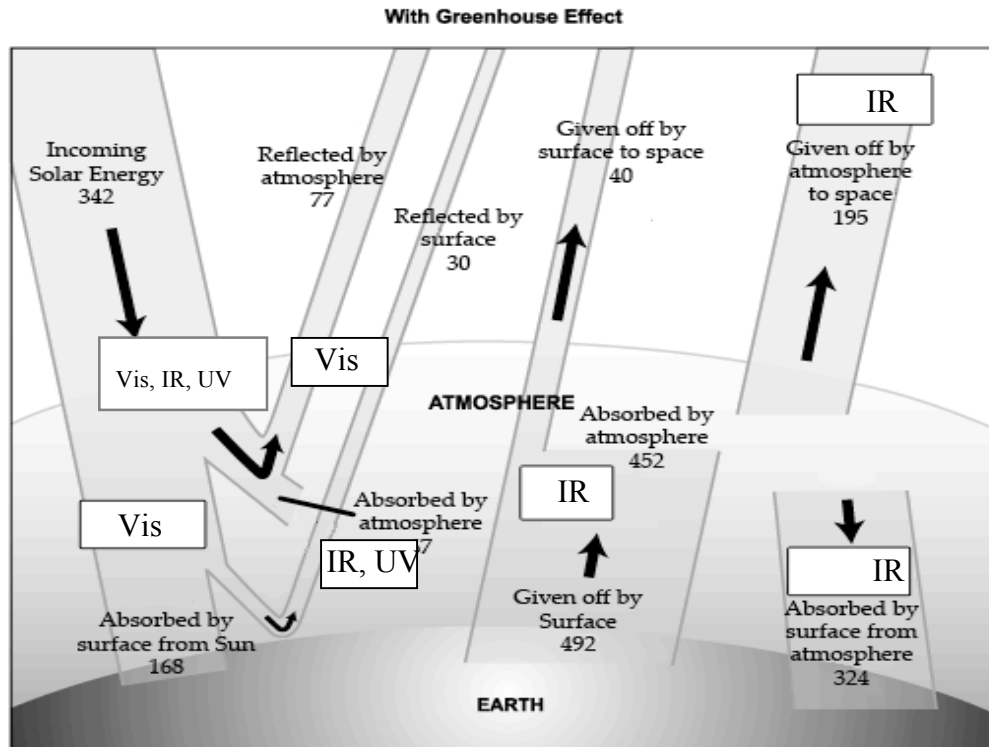 With Greenhouse Effect
Incoming
Solar Energy
342
Reflected by
atmosphere
77
Reflected by
surface
30
Given off by
surface to space
40
IR
Given off by
atmosphere
to space
195
Vis, IR, UV
Vis
ATMOSPHERE
Absorbed by
atmosphere
452
IR
Vis
Absorbed by
atmosphere
IR, UV
Given off by
Surface
492
IR
Absorbed by
surface from Sun
168
Absorbed by
surface from
atmosphere
324
EARTH